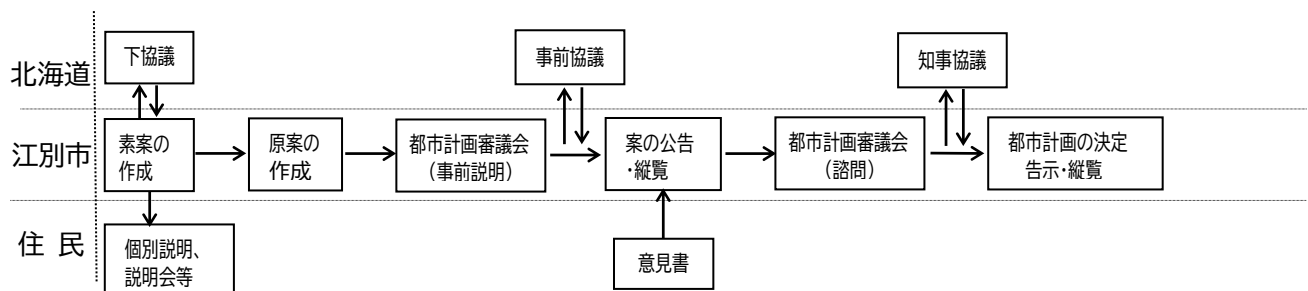 北海道
下協議
事前協議
知事協議
江別市
素案の
作成
原案の
作成
都市計画審議会
(事前説明)
案の公告
・縦覧
都市計画審議会
(諮問)
都市計画の決定
告示・縦覧
住 民
個別説明、
説明会等
意見書